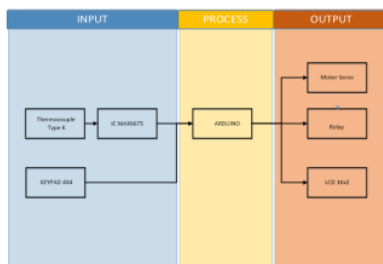 INPUT
PROCESS
OUTPUT
Motor Servo
Thermocouple
Type K
IC MAX6675
ARDUINO
Relay
KEYPAD 4X4
LCD 16x2